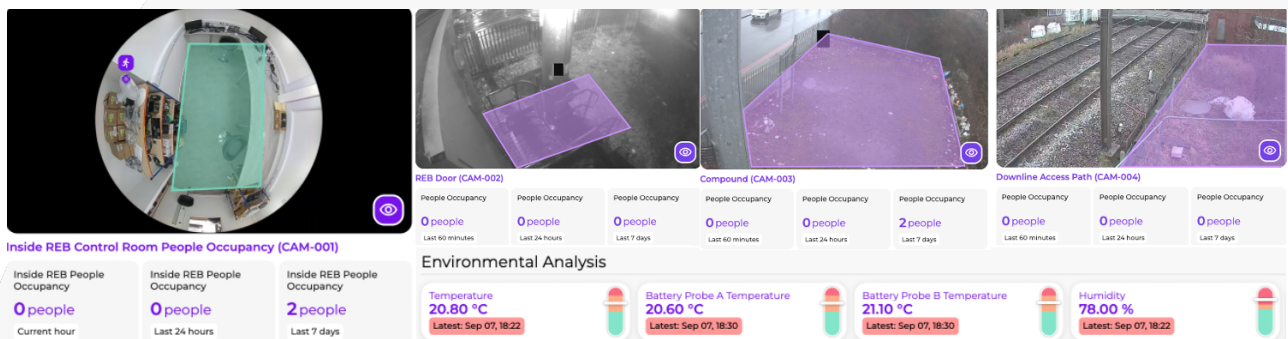 Inside REB Control Room People Occupancy (CAM-001)
Inside REB People
Occupancy
0 people
Current hour
Inside REB People
Occupancy
0 people
Last 24 hours
Inside REB People
Occupancy
2 people
Last 7 days
REB Door (CAM-002)
People Occupancy
0 people
Last 60 minutes
People Occupancy
0 people
Last 24 hours
People Occupancy
0 people
Last 7 days
Compound (CAM-003)
People Occupancy
0 people
Last 60 minutes
People Occupancy
0 people
Last 24 hours
People Occupancy
2 people
Last 7 days
Downline Access Path (CAM-004)
People Occupancy
0 people
Last 60 minutes
People Occupancy
0 people
Last 24 hours
People Occupancy
0 people
Last 7 days
Environmental Analysis
Temperature
20.80 °C
Latest: Sep 07, 18:22
Battery Probe A Temperature
20.60 °C
Latest: Sep 07, 18:30
Battery Probe B Temperature
21.10 °C
Latest: Sep 07, 18:30
Humidity
78.00 %
Latest: Sep 07, 18:22